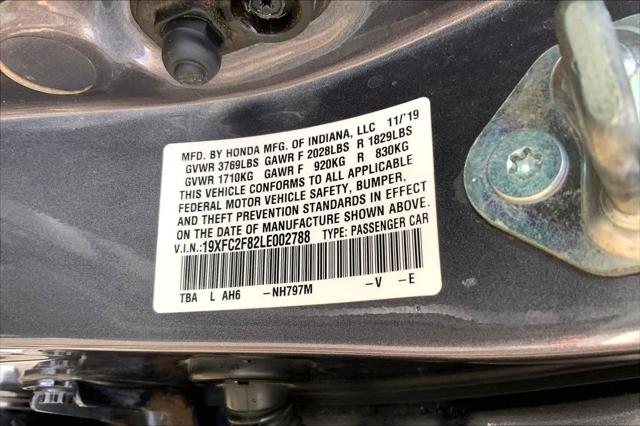 MFD. BY HONDA MFG. OF INDIANA, LLC 11/'19
GVWR 3769LBS GAWR F 2028LBS R 1829LBS
GVWR 1710KG GAWR F 920KG R 830KG
THIS VEHICLE CONFORMS TO ALL APPLICABLE
FEDERAL MOTOR VEHICLE SAFETY, BUMPER,
AND THEFT PREVENTION STANDARDS IN EFFECT
ON THE DATE OF MANUFACTURE SHOWN ABOVE.
V.I.N.:19XFC2F82LE002788 TYPE: PASSENGER CAR
TBA L AH6 -NH797M -V -E